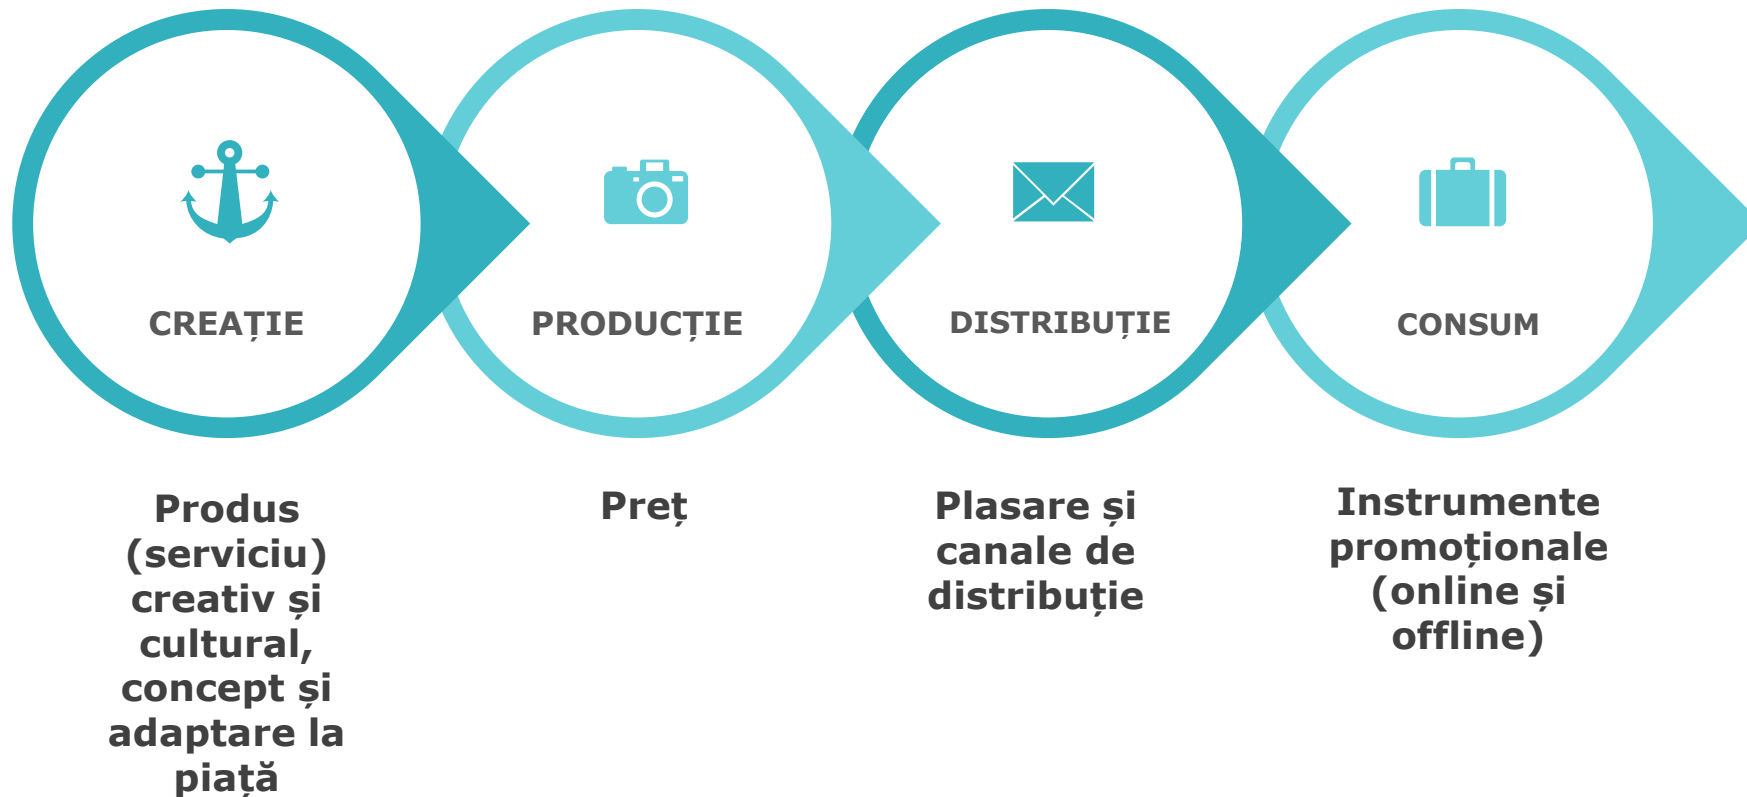 CREAȚIE
PRODUCȚIE
DISTRIBUȚIE
CONSUM
Produs
(serviciu)
creativ și
cultural,
concept și
adaptare la
piață
Preț
Plasare și
canale de
distribuție
Instrumente
promoționale
(online și
offline)